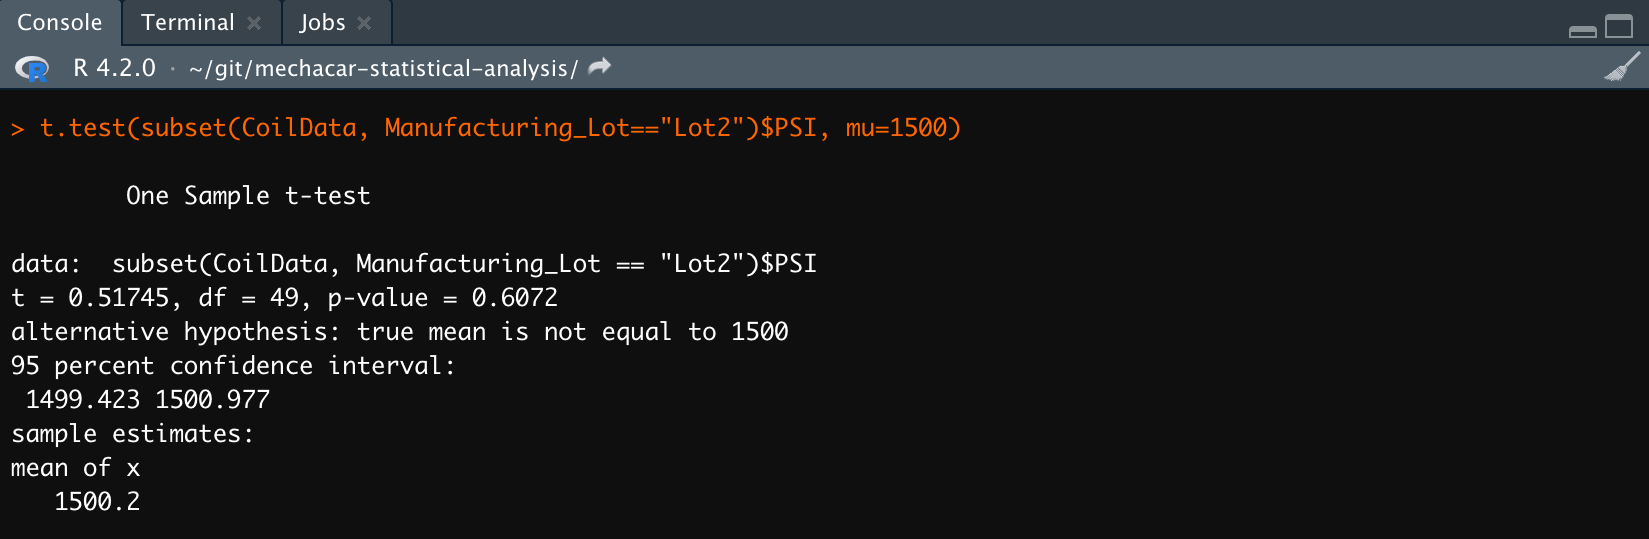 Console Terminal Jobs
R 4.2.0 · ~/git/mechacar-statistical-analysis/
> t.test(subset(CoilData, Manufacturing_Lot=="Lot2")$PSI, mu=1500)
One Sample t-test
data:  subset(CoilData, Manufacturing_Lot == "Lot2")$PSI
t = 0.51745, df = 49, p-value = 0.6072
alternative hypothesis: true mean is not equal to 1500
95 percent confidence interval:
1499.423 1500.977
sample estimates:
mean of x
1500.2